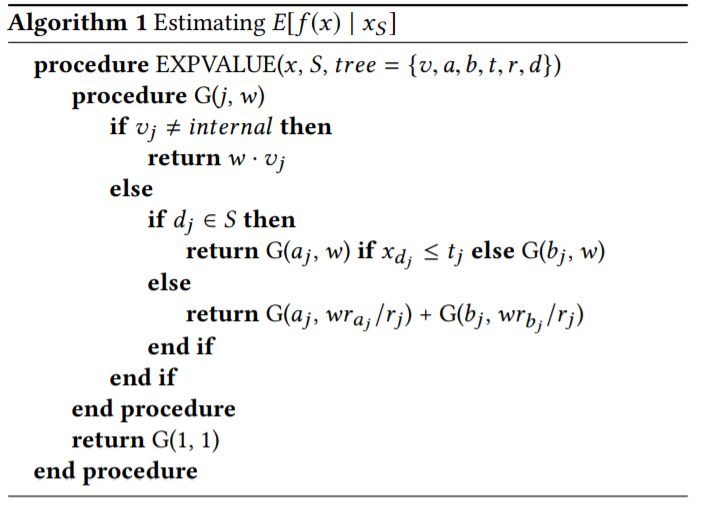 Algorithm 1 Estimating E[f(x) | x_S]
procedure EXPVALUE(x, S, tree = {v, a, b, t, r, d})
procedure G(j, w)
if v_j ≠ internal then
return w · v_j
else
if d_j ∈ S then
return G(a_j, w) if x_{d_j} ≤ t_j else G(b_j, w)
else
return G(a_j, wr_{a_j}/r_j) + G(b_j, wr_{b_j}/r_j)
end if
end if
end procedure
return G(1, 1)
end procedure